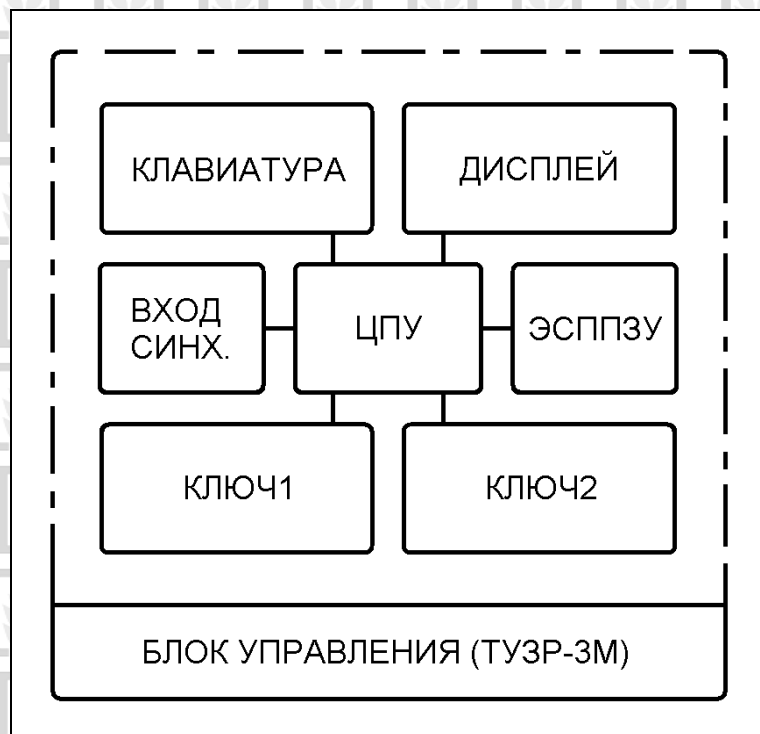 КЛАВИАТУРА
ДИСПЛЕЙ
ВХОД
СИНХ.
ЦПУ
ЭСППЗУ
КЛЮЧ1
КЛЮЧ2
БЛОК УПРАВЛЕНИЯ (ТУЗР-3М)